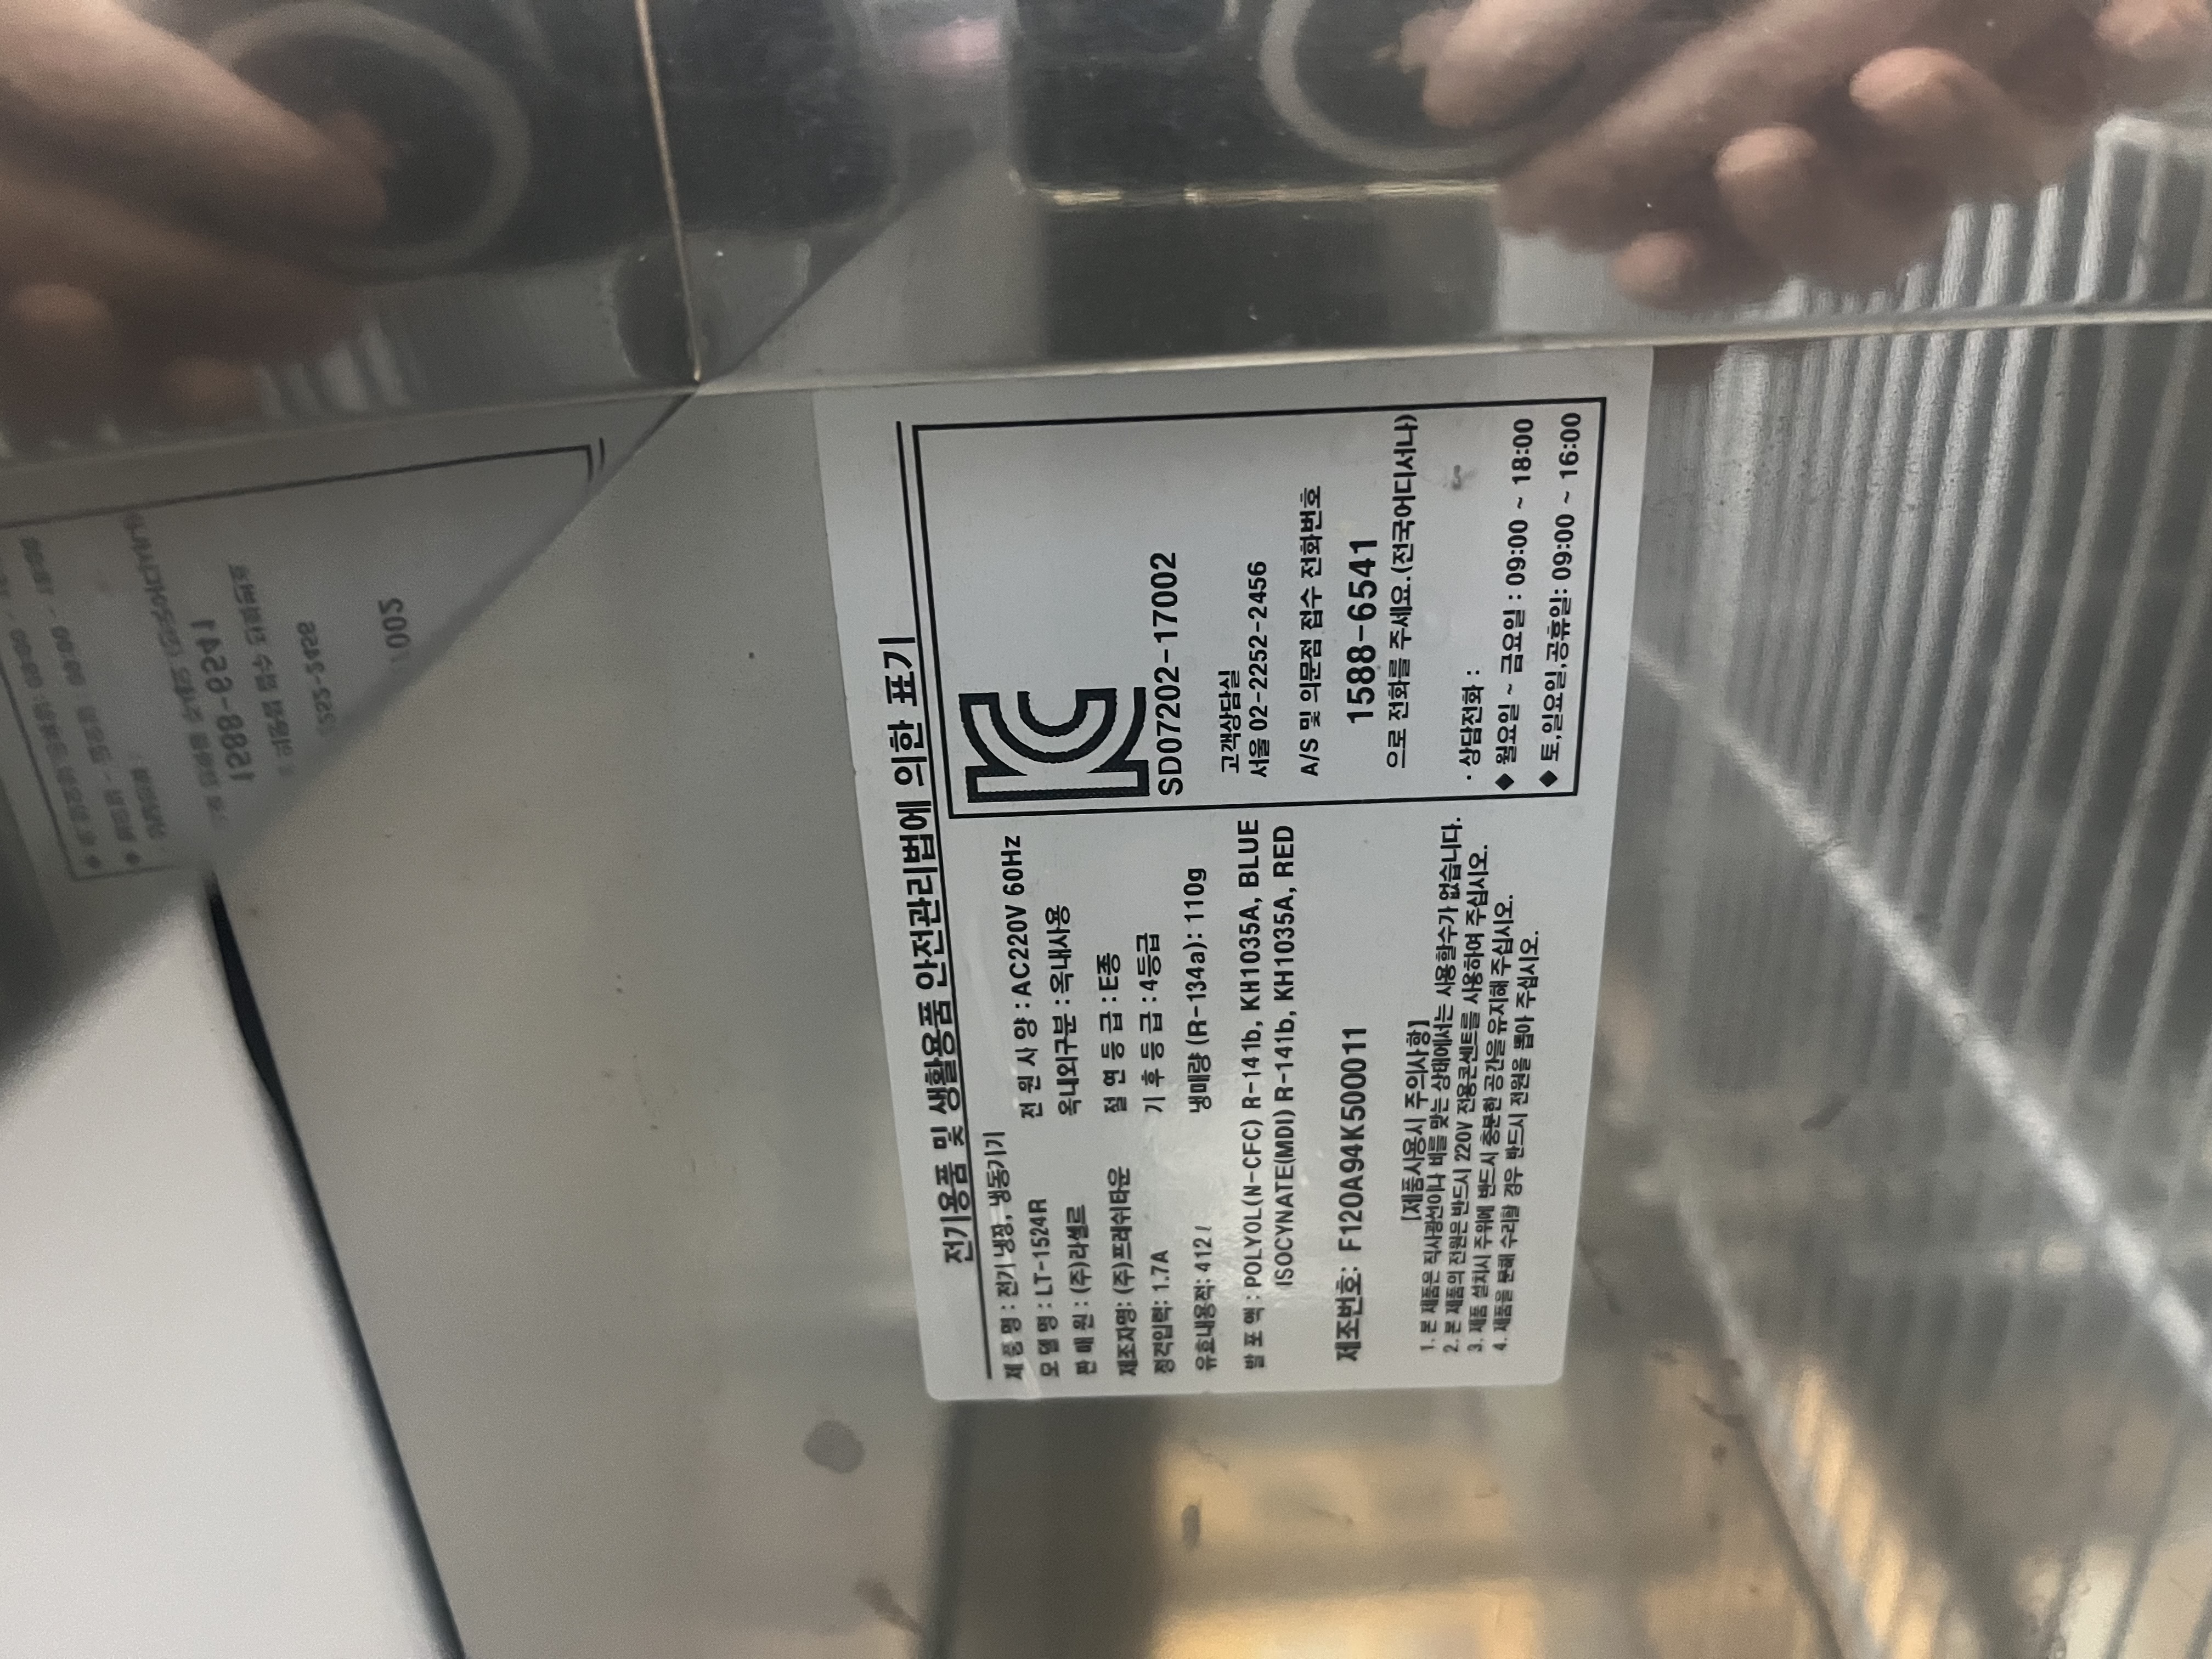 전기용품 및 생활용품 안전관리법에 의한 표기
제 품 명 : 전기 냉장, 냉동기기
모 델 명 : LT-1524R
판 매 원 : (주)라셀르
제조자명: (주)프레쉬타운
정격입력: 1.7A
유효내용적: 412ℓ
전 원 사 양 : AC220V 60Hz
옥내외구분 : 옥내사용
절 연 등 급 : E종
기 후 등 급 : 4등급
냉매량 (R-134a): 110g
발 포 액 : POLYOL(N-CFC) R-141b, KH1035A, BLUE
ISOCYNATE(MDI) R-141b, KH1035A, RED
제조번호: F120A94K500011
[제품사용시 주의사항]
1. 본 제품은 직사광선이나 비를 맞는 상태에서는 사용할수가 없습니다.
2. 본 제품의 전원은 반드시 220V 전용콘센트를 사용하여 주십시오.
3. 제품 설치시 주위에 반드시 충분한 공간을 유지해 주십시오.
4. 제품을 분해 수리할 경우 반드시 전원을 뽑아 주십시오.
SD07202-17002
고객상담실
서울 02-2252-2456
A/S 및 의문점 접수 전화번호
1588-6541
으로 전화를 주세요.(전국어디서나)
· 상담전화 :
◆ 월요일 ~ 금요일 : 09:00 ~ 18:00
◆ 토,일요일,공휴일: 09:00 ~ 16:00